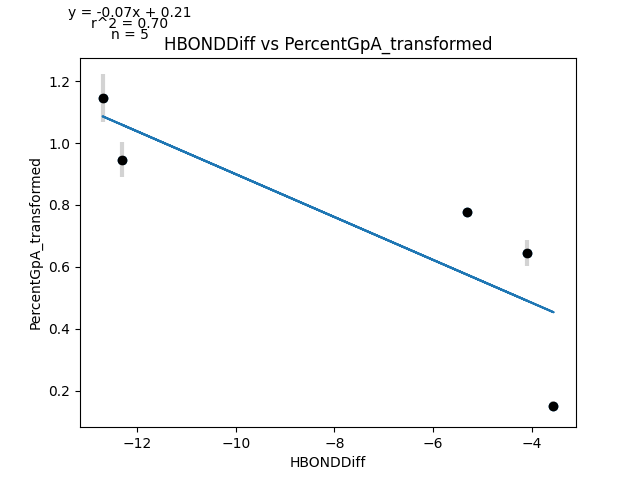 y = -0.07x + 0.21
r^2 = 0.70
n = 5
HBONDDiff vs PercentGpA_transformed
PercentGpA_transformed
1.2
1.0
0.8
0.6
0.4
0.2
−12
−10
−8
−6
−4
HBONDDiff